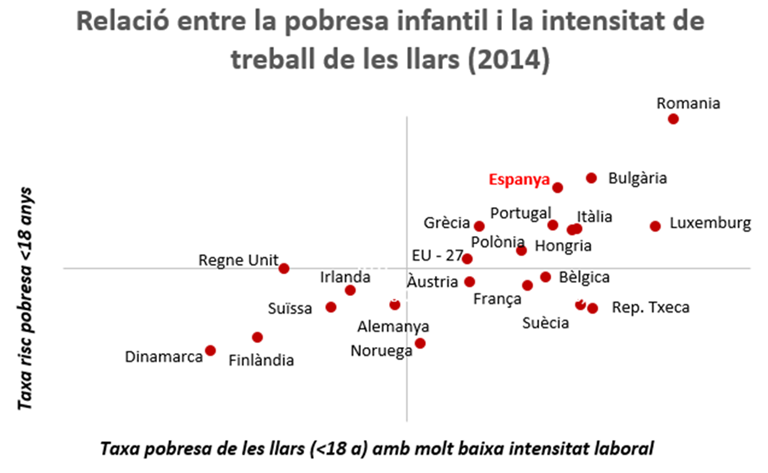 Relació entre la pobresa infantil i la intensitat de
treball de les llars (2014)
Romania
Espanya
Bulgària
Portugal
Itàlia
Grècia
Luxemburg
Polònia
Hongria
EU - 27
Regne Unit
Irlanda
Àustria
Bèlgica
França
Suïssa
Rep. Txeca
Alemanya
Suècia
Noruega
Dinamarca
Finlàndia
Taxa risc pobresa <18 anys
Taxa pobresa de les llars (<18 a) amb molt baixa intensitat laboral